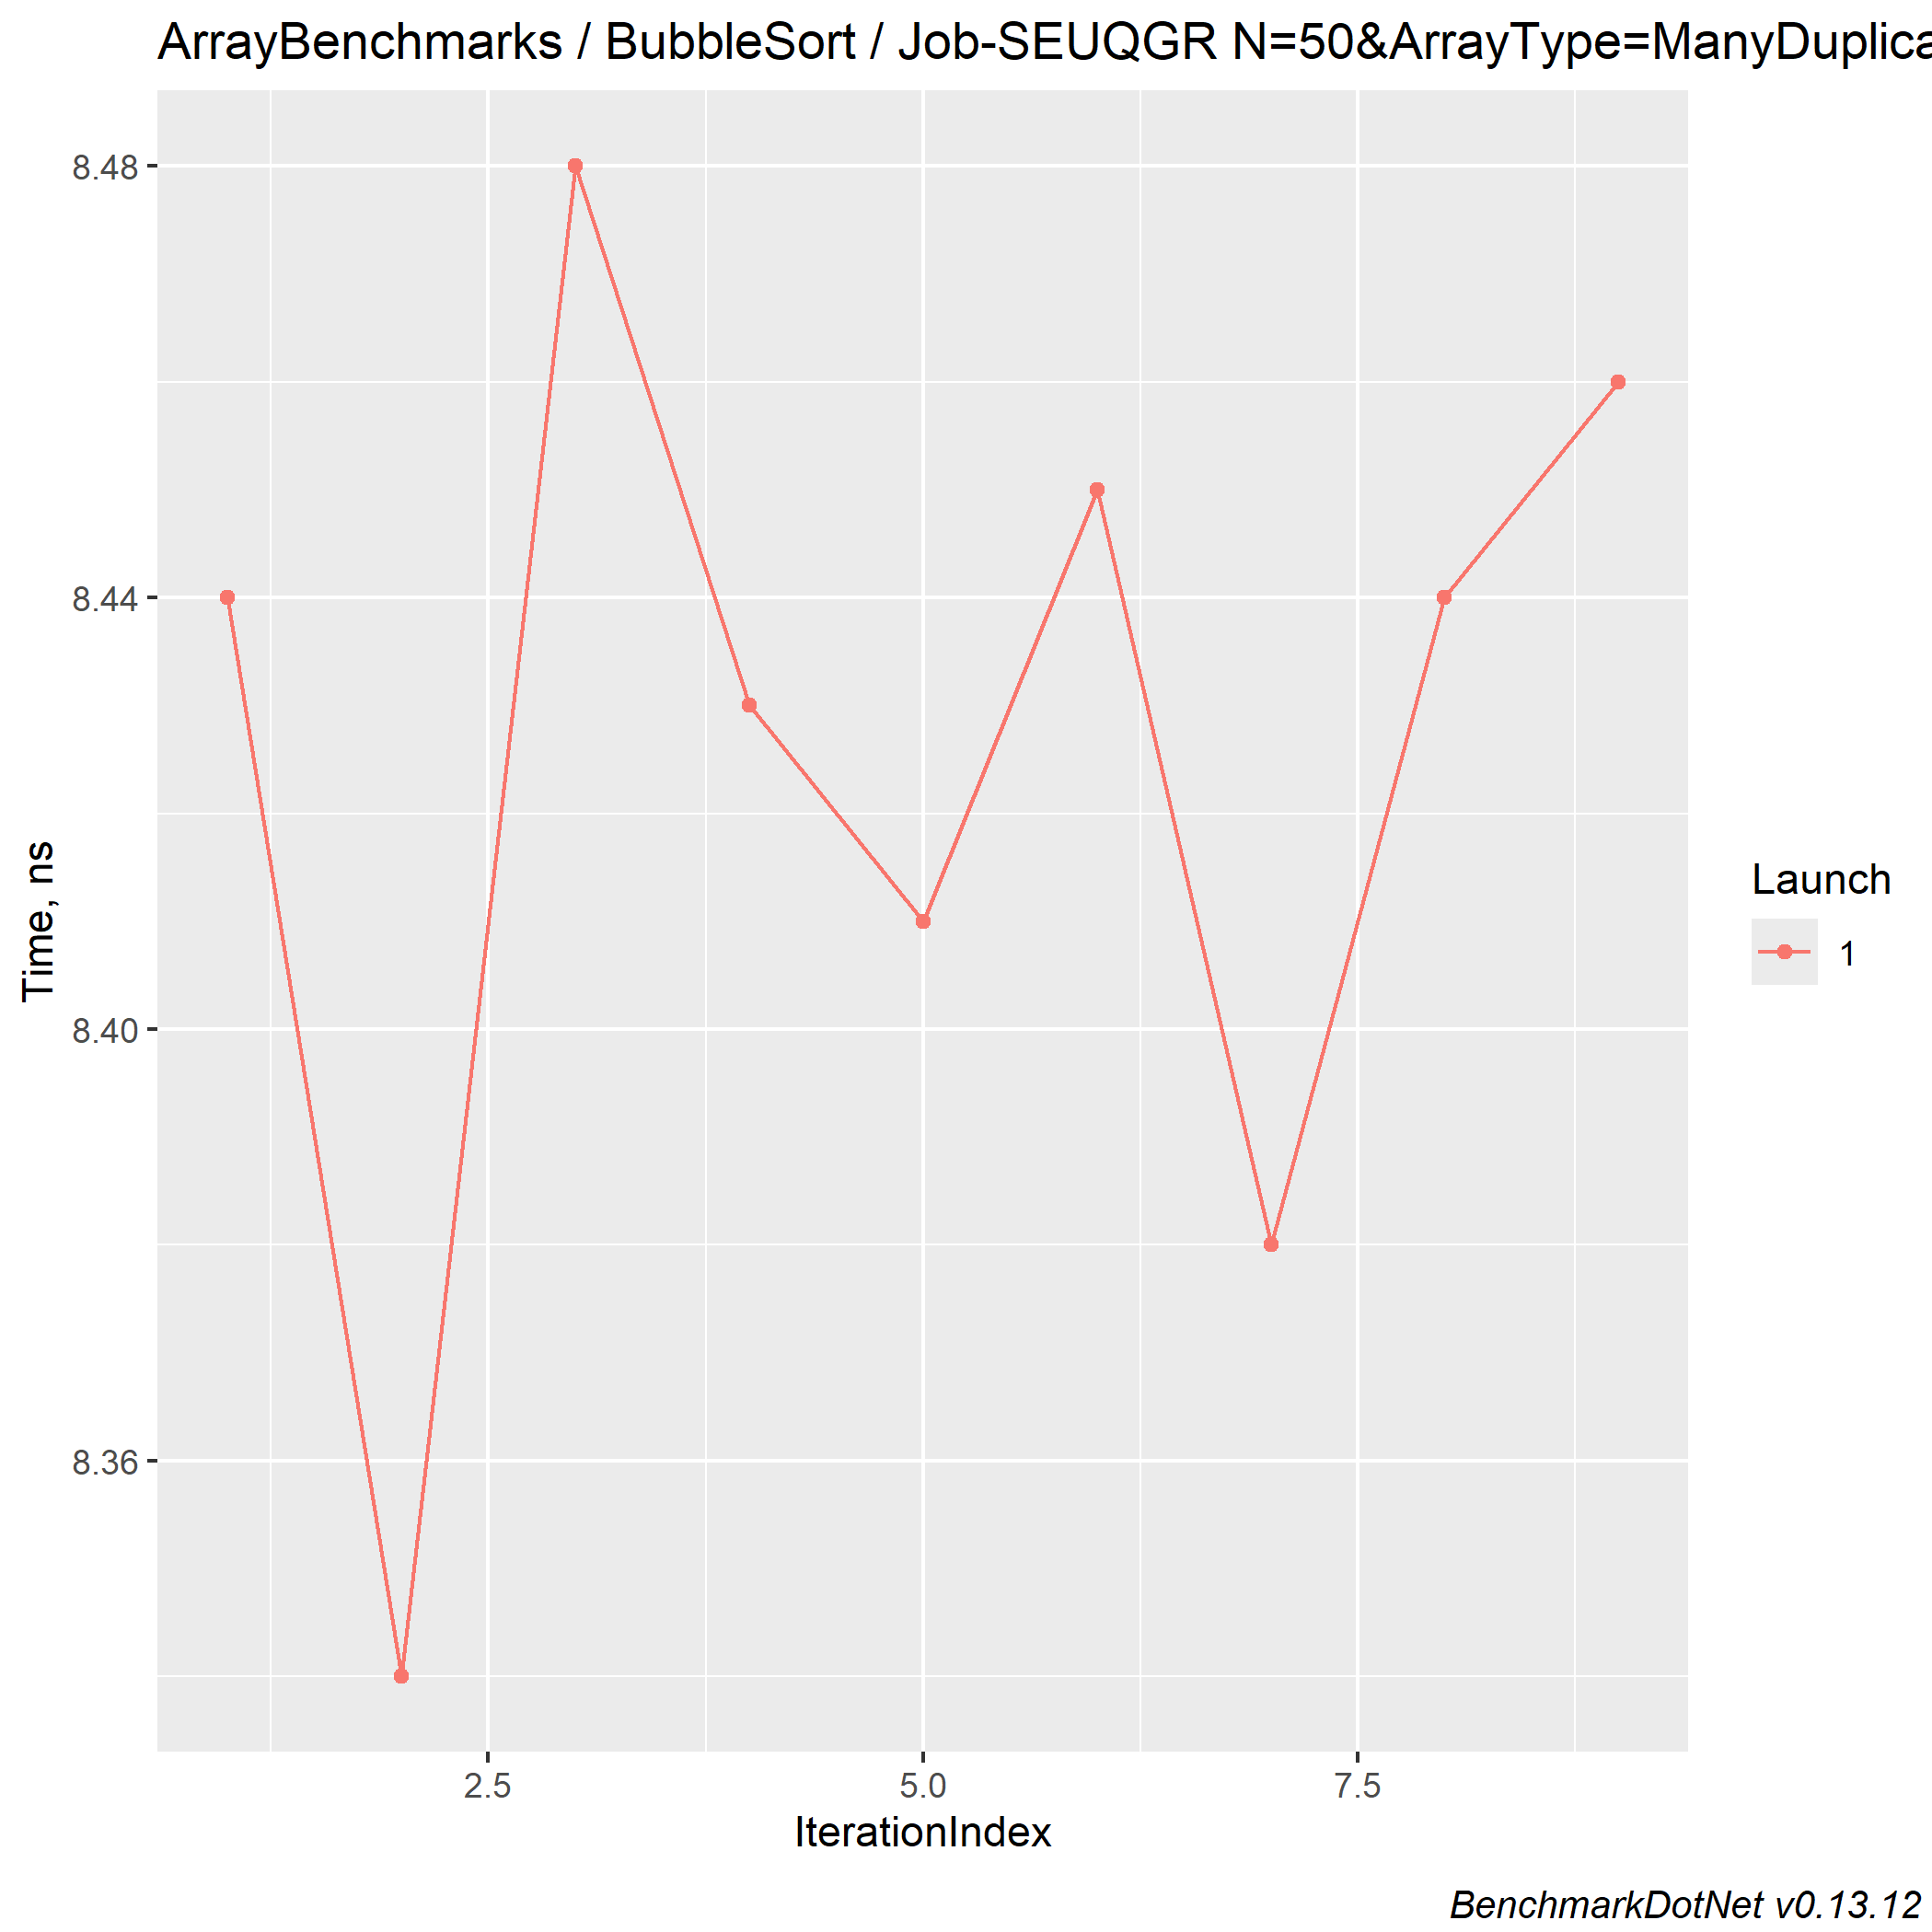 ArrayBenchmarks / BubbleSort / Job-SEUQGR N=50&ArrayType=ManyDuplica
8.48
8.44
8.40
8.36
Time, ns
2.5 5.0 7.5
IterationIndex
Launch
1
BenchmarkDotNet v0.13.12